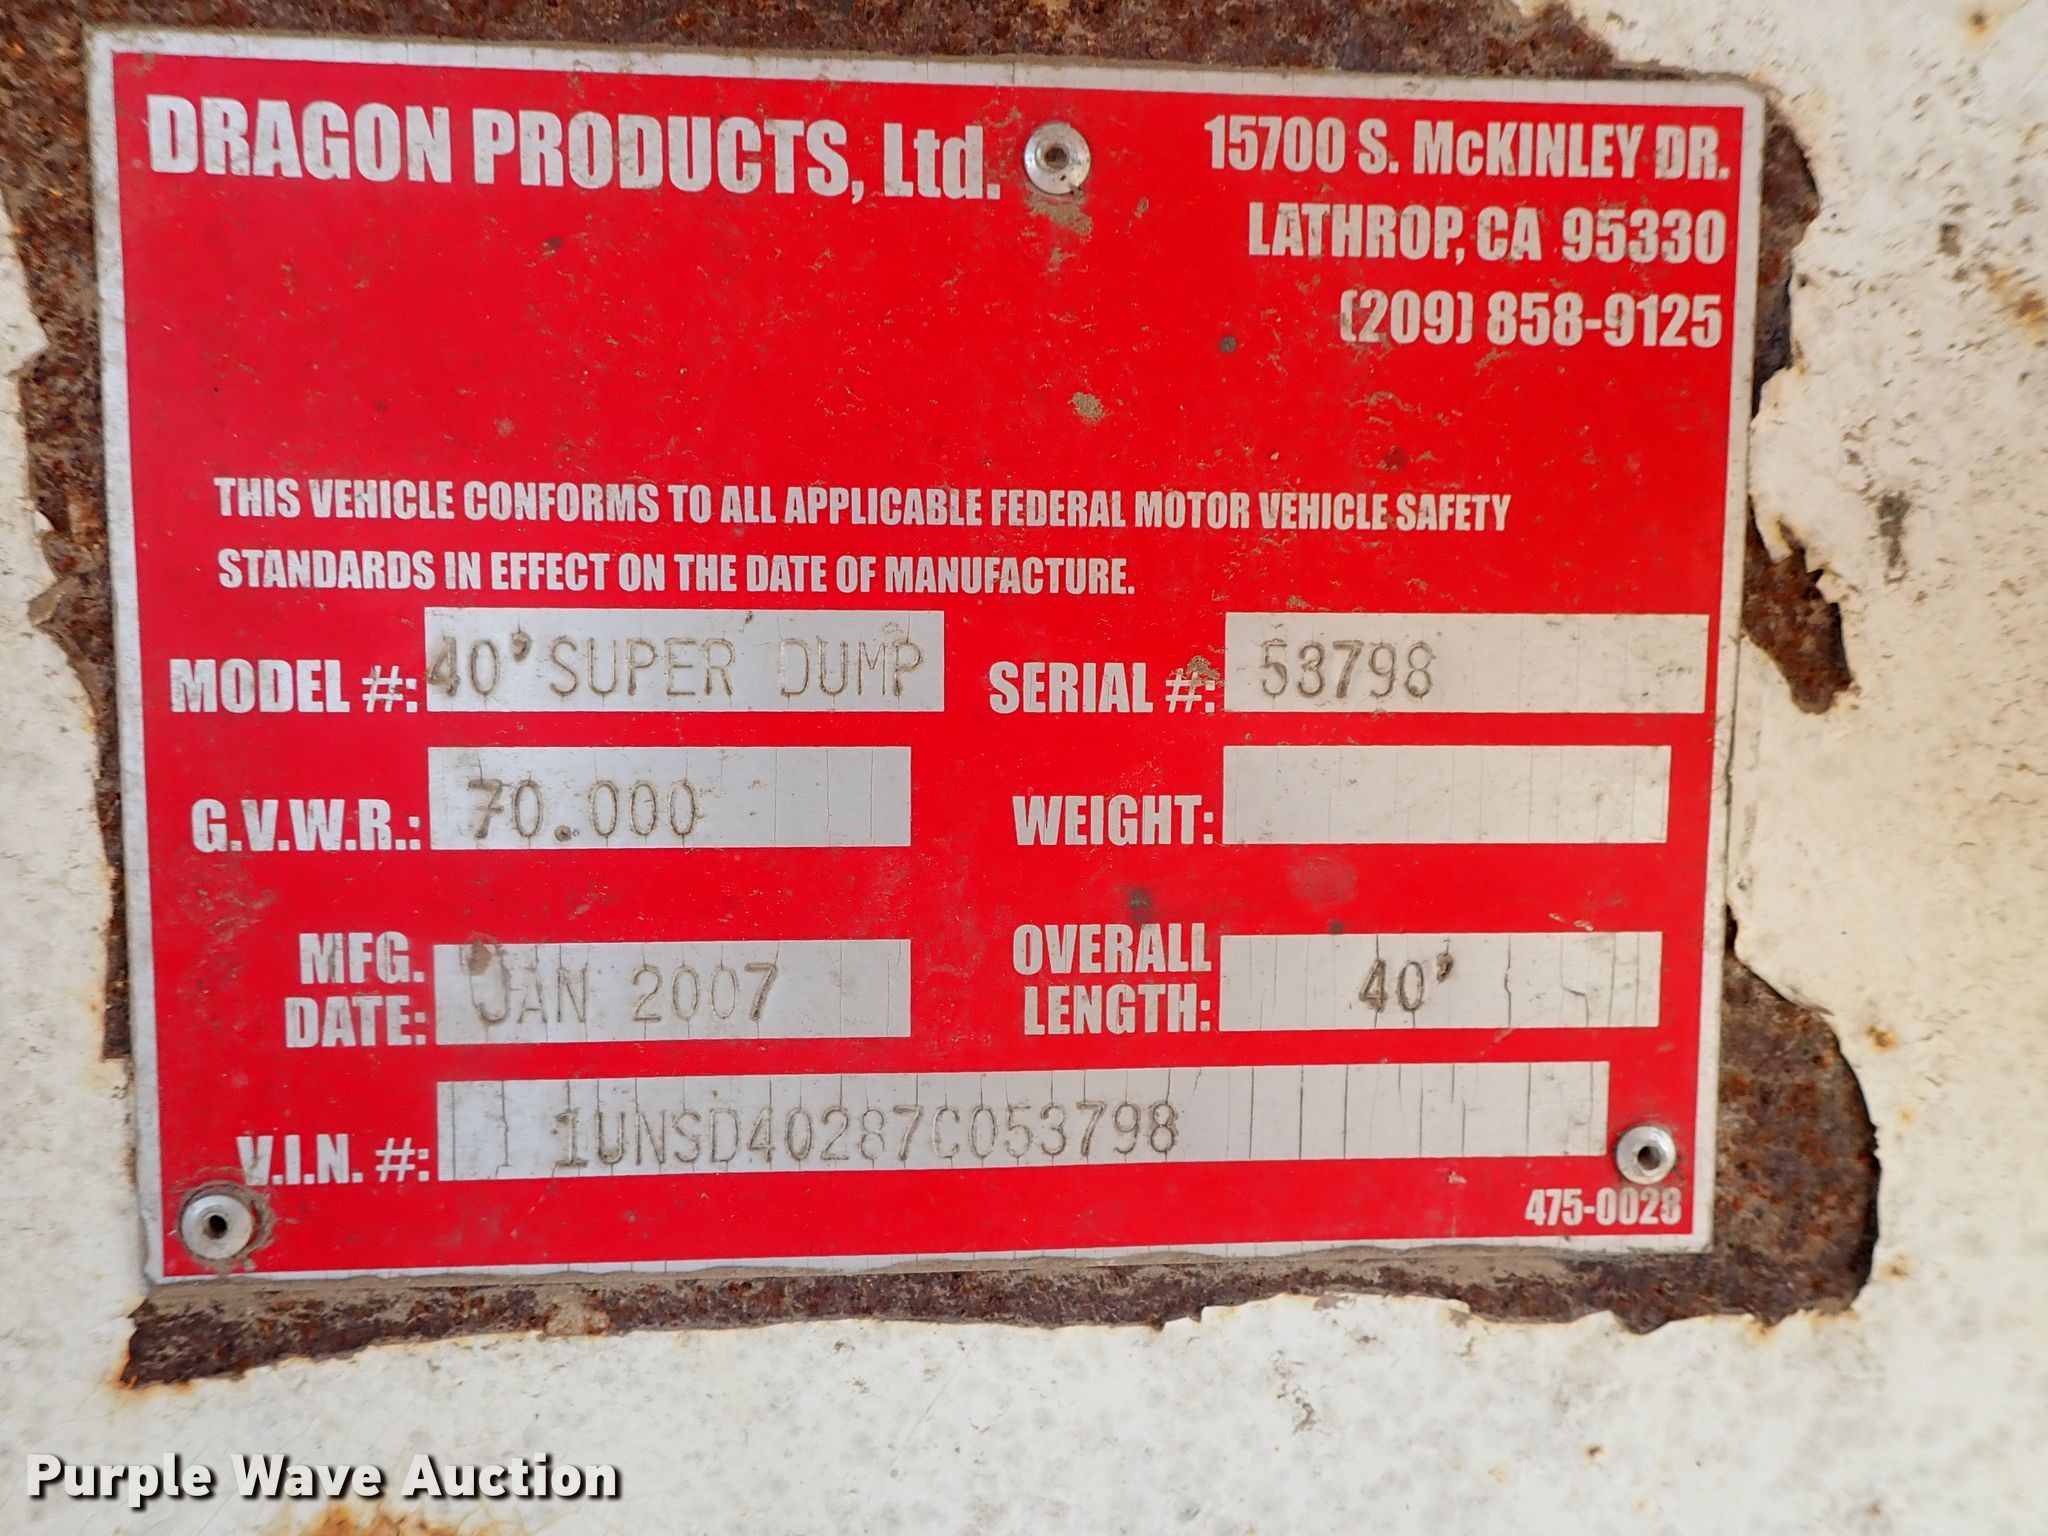 DRAGON PRODUCTS, Ltd.
15700 S. McKINLEY DR.
LATHROP, CA 95330
(209) 858-9125
THIS VEHICLE CONFORMS TO ALL APPLICABLE FEDERAL MOTOR VEHICLE SAFETY
STANDARDS IN EFFECT ON THE DATE OF MANUFACTURE.
MODEL #: 40' SUPER DUMP SERIAL #: 53798
G.V.W.R.: 70.000 WEIGHT:
MFG. DATE: JAN 2007 OVERALL LENGTH: 40'
V.I.N. #: 1UNSD40287C053798
475-0028
Purple Wave Auction